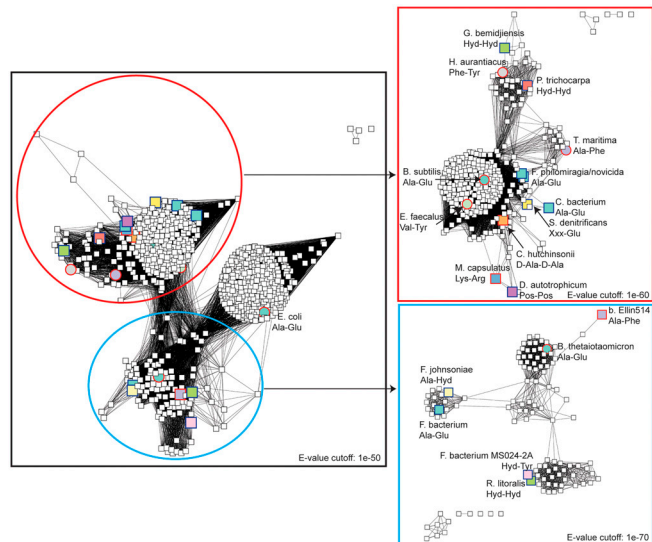 E. coli
Ala-Glu
E-value cutoff: 1e-50
G. bemidjiensis
Hyd-Hyd
H. aurantiacus
Phe-Tyr
P. trichocarpa
Hyd-Hyd
T. maritima
Ala-Phe
B. subtilis
Ala-Glu
F. philomiragia/novicida
Ala-Glu
E. faecalus
Val-Tyr
C. bacterium
Ala-Glu
S. denitrificans
Xxx-Glu
C. hutchinsonii
D-Ala-D-Ala
M. capsulatus
Lys-Arg
D. autotrophicum
Pos-Pos
E-value cutoff: 1e-60
b. Ellin514
Ala-Phe
B. thetaiotaomicron
Ala-Glu
F. johnsoniae
Ala-Hyd
F. bacterium
Ala-Glu
F. bacterium MS024-2A
Hyd-Tyr
R. litoralis
Hyd-Hyd
E-value cutoff: 1e-70